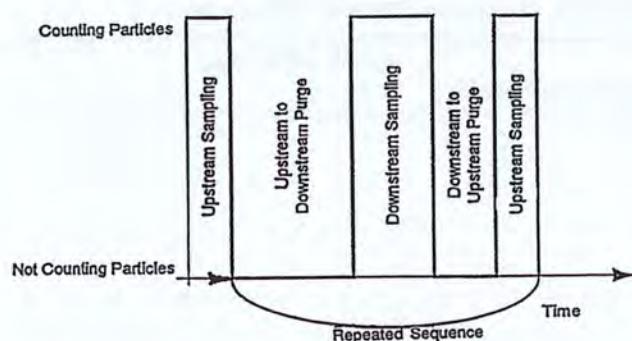 Counting Particles
Upstream Sampling
Upstream to
Downstream Purge
Downstream Sampling
Downstream to
Upstream Purge
Upstream Sampling
Not Counting Particles
Time
Repeated Sequence